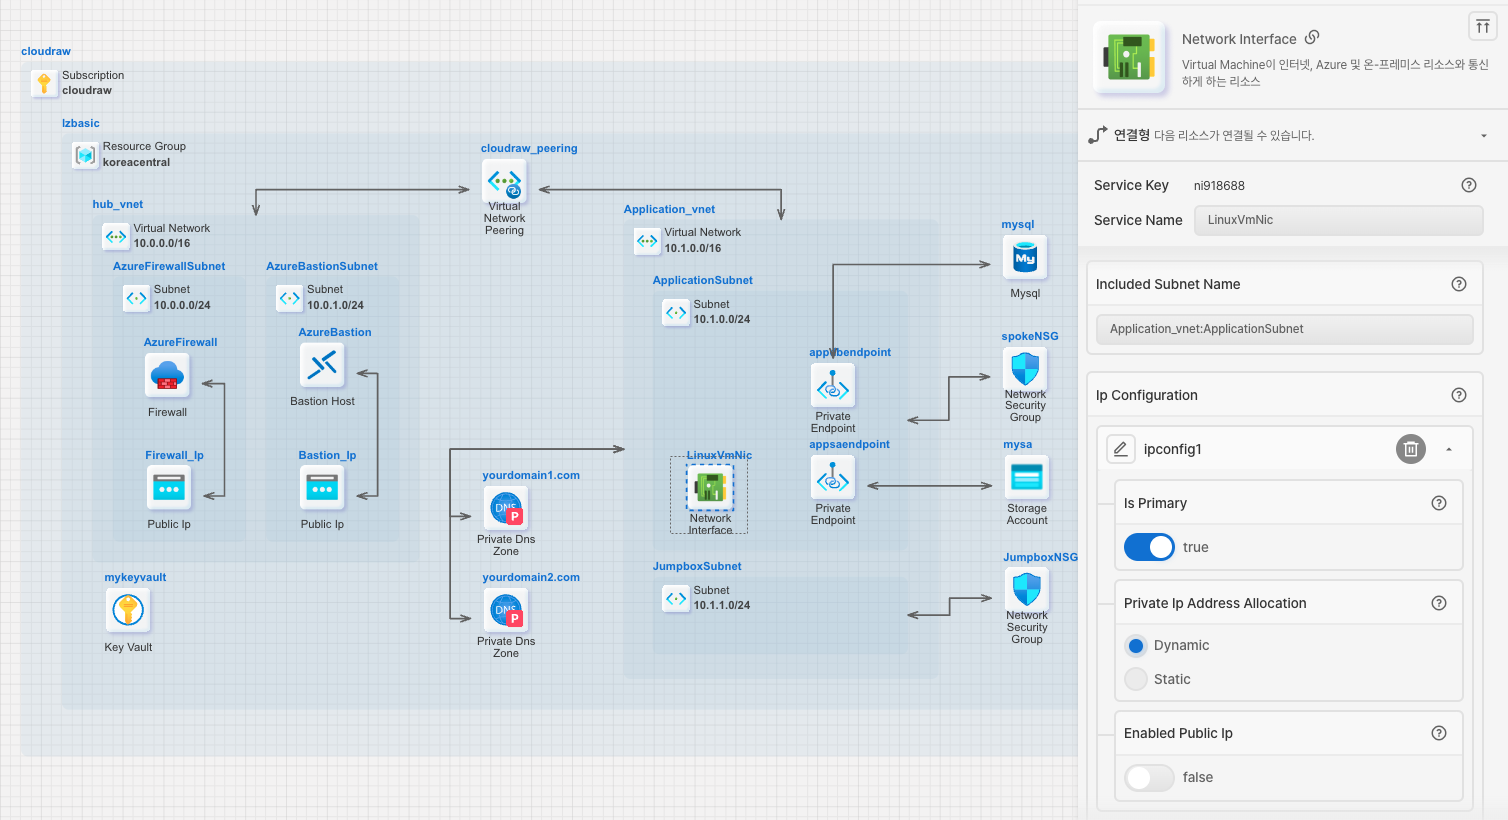 cloudraw
Subscription
cloudraw
lzbasic
Resource Group
koreacentral
cloudraw_peering
Virtual
Network
Peering
hub_vnet
Virtual Network
10.0.0.0/16
AzureFirewallSubnet
Subnet
10.0.0.0/24
AzureFirewall
Firewall
Firewall_Ip
Public Ip
AzureBastionSubnet
Subnet
10.0.1.0/24
AzureBastion
Bastion Host
Bastion_Ip
Public Ip
mykeyvault
Key Vault
yourdomain1.com
DNS
P
Private Dns
Zone
yourdomain2.com
DNS
P
Private Dns
Zone
Application_vnet
Virtual Network
10.1.0.0/16
ApplicationSubnet
Subnet
10.1.0.0/24
Private
Endpoint
appsaendpoint
Private
Endpoint
LinuxVmNic
Network
Interface
JumpboxSubnet
Subnet
10.1.1.0/24
mysql
My
Mysql
spokeNSG
Network
Security
Group
mysa
Storage
Account
JumpboxNSG
Network
Security
Group
Network Interface
Virtual Machine이 인터넷, Azure 및 온-프레미스 리소스와 통신
하게 하는 리소스
연결형 다음 리소스가 연결될 수 있습니다.
Service Key ni918688
Service Name LinuxVmNic
Included Subnet Name
Application_vnet:ApplicationSubnet
Ip Configuration
ipconfig1
Is Primary
true
Private Ip Address Allocation
Dynamic
Static
Enabled Public Ip
false